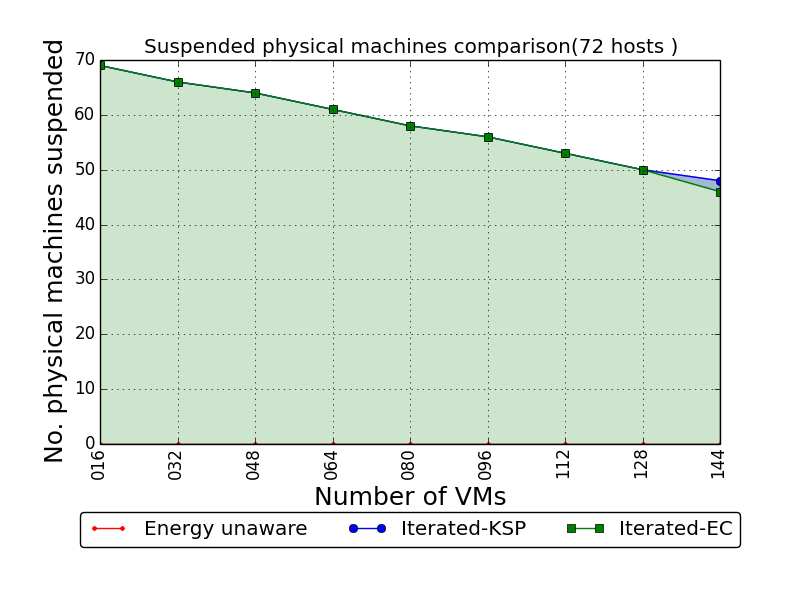 Suspended physical machines comparison(72 hosts )
No. physical machines suspended
70
60
50
40
30
20
10
0
016
032
048
064
080
096
112
128
144
Number of VMs
Energy unaware
Iterated-KSP
Iterated-EC